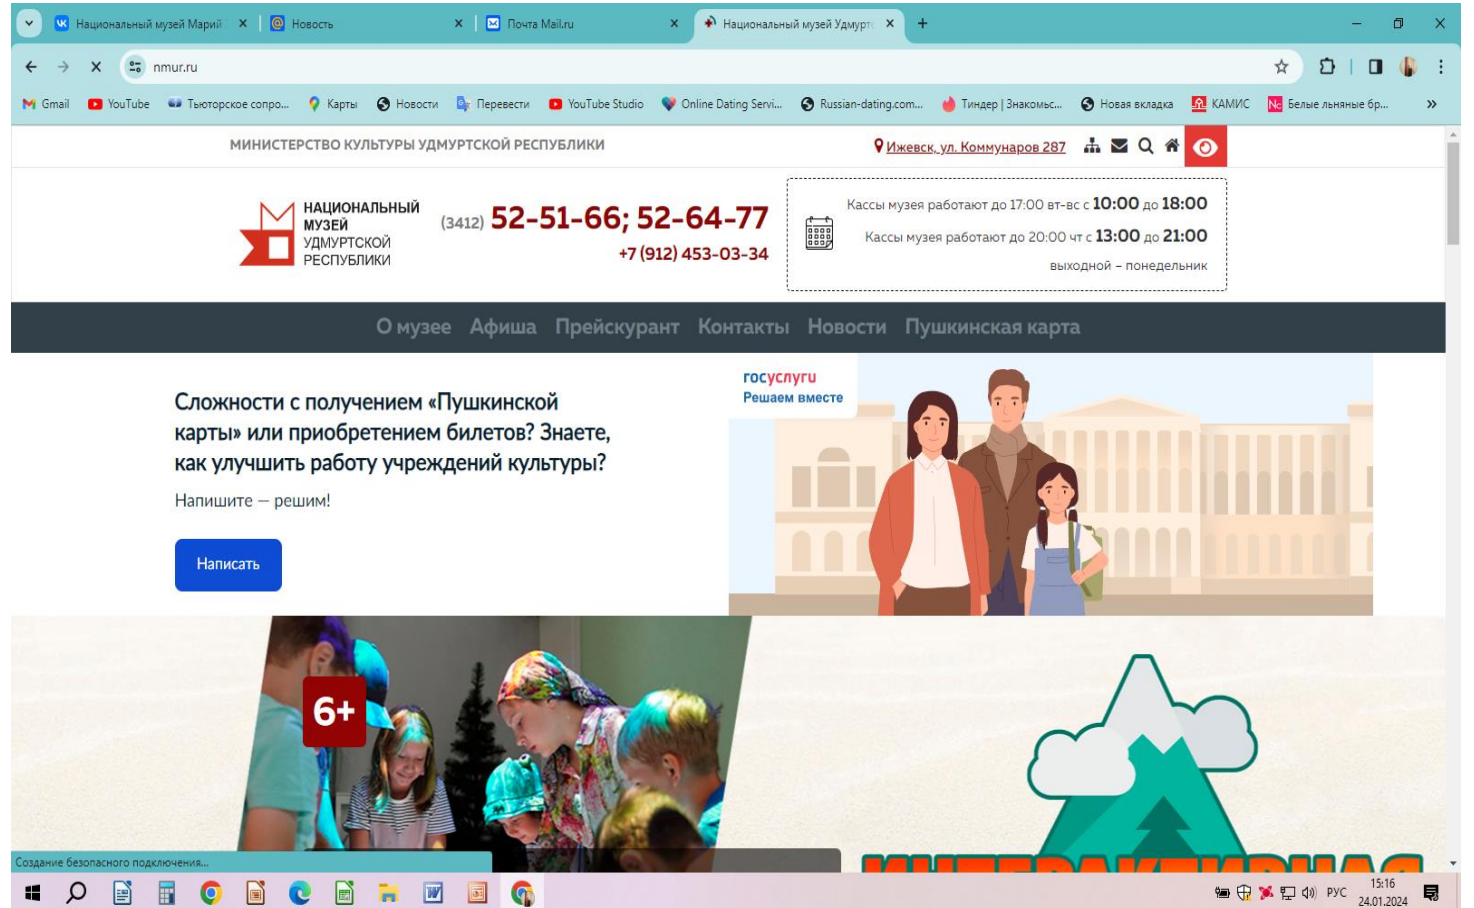 Национальный музей Марий
Новость
Почта Mail.ru
Национальный музей Удмуртс
nmur.ru
Gmail
YouTube
Тьюторское сопро...
Карты
Новости
Перевести
YouTube Studio
Online Dating Servi...
Russian-dating.com...
Тиндер | Знакомьс...
Новая вкладка
КАМИС
Белые льняные бр...
МИНИСТЕРСТВО КУЛЬТУРЫ УДМУРТСКОЙ РЕСПУБЛИКИ
Ижевск, ул. Коммунаров 287
НАЦИОНАЛЬНЫЙ
МУЗЕЙ
УДМУРТСКОЙ
РЕСПУБЛИКИ
(3412) 52-51-66; 52-64-77
+7 (912) 453-03-34
Кассы музея работают до 17:00 вт-вс с 10:00 до 18:00
Кассы музея работают до 20:00 чт с 13:00 до 21:00
выходной – понедельник
О музее Афиша Прейскурант Контакты Новости Пушкинская карта
Сложности с получением «Пушкинской
карты» или приобретением билетов? Знаете,
как улучшить работу учреждений культуры?
Напишите — решим!
Написать
госуслуги
Решаем вместе
6+
ИНТЕРАКТИВНАЯ
Создание безопасного подключения...
РУС
15:16
24.01.2024